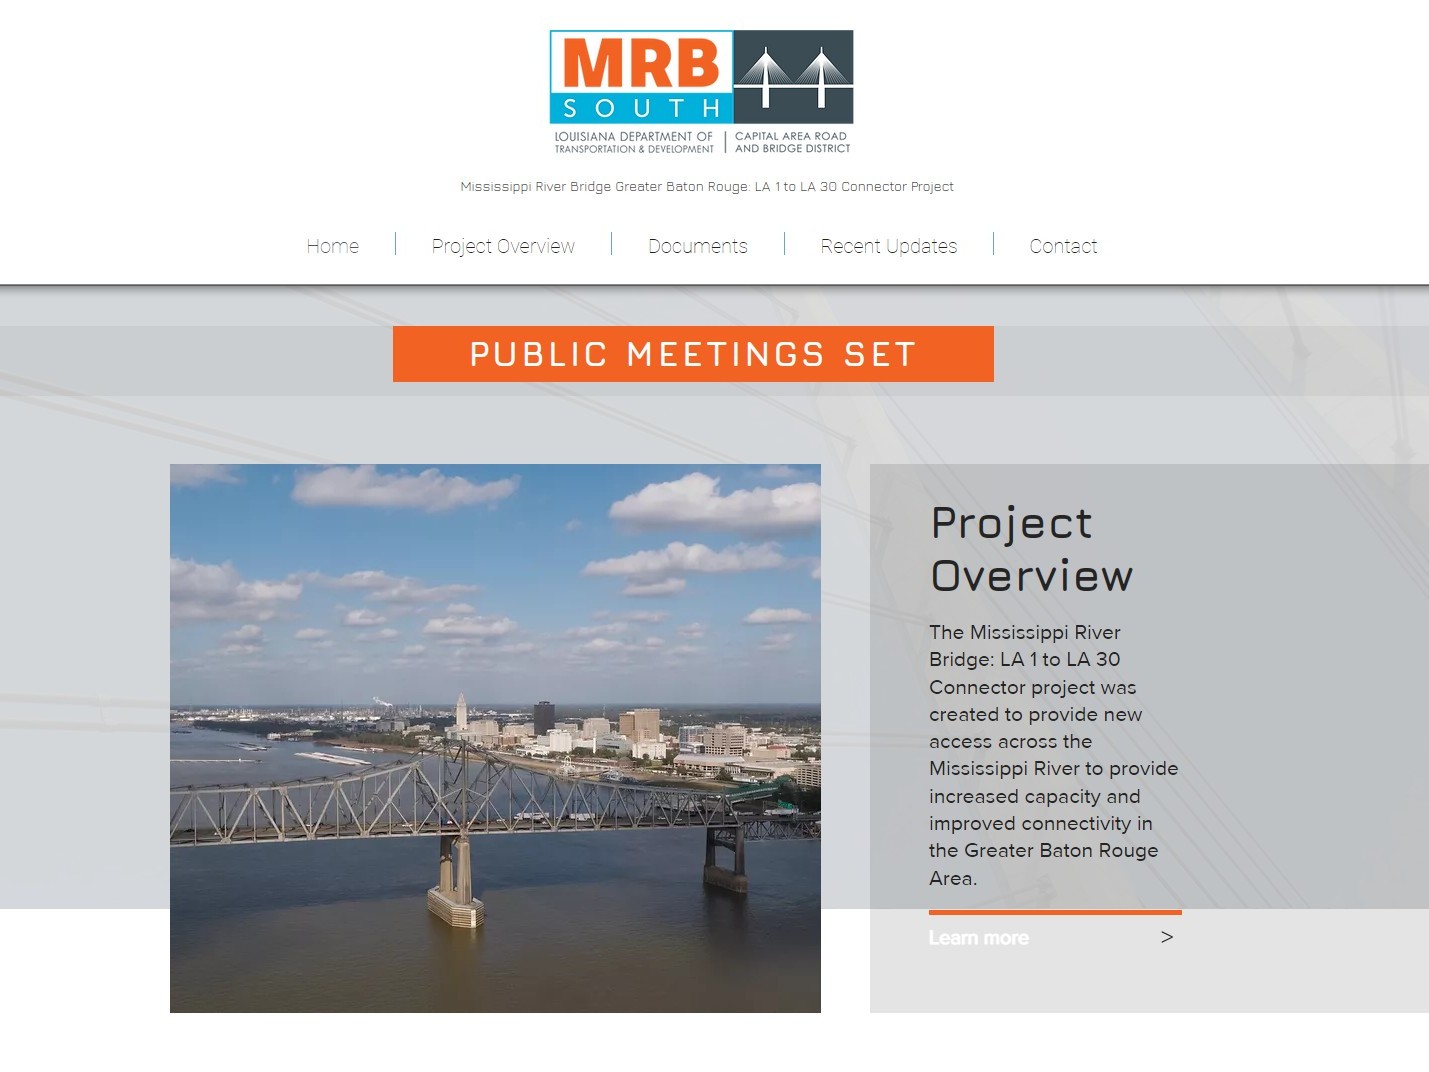 MRB
SOUTH
LOUISIANA DEPARTMENT OF
TRANSPORTATION & DEVELOPMENT
CAPITAL AREA ROAD
AND BRIDGE DISTRICT
Mississippi River Bridge Greater Baton Rouge: LA 1 to LA 30 Connector Project
Home
Project Overview
Documents
Recent Updates
Contact
PUBLIC MEETINGS SET
Project
Overview
The Mississippi River
Bridge: LA 1 to LA 30
Connector project was
created to provide new
access across the
Mississippi River to provide
increased capacity and
improved connectivity in
the Greater Baton Rouge
Area.
Learn more >